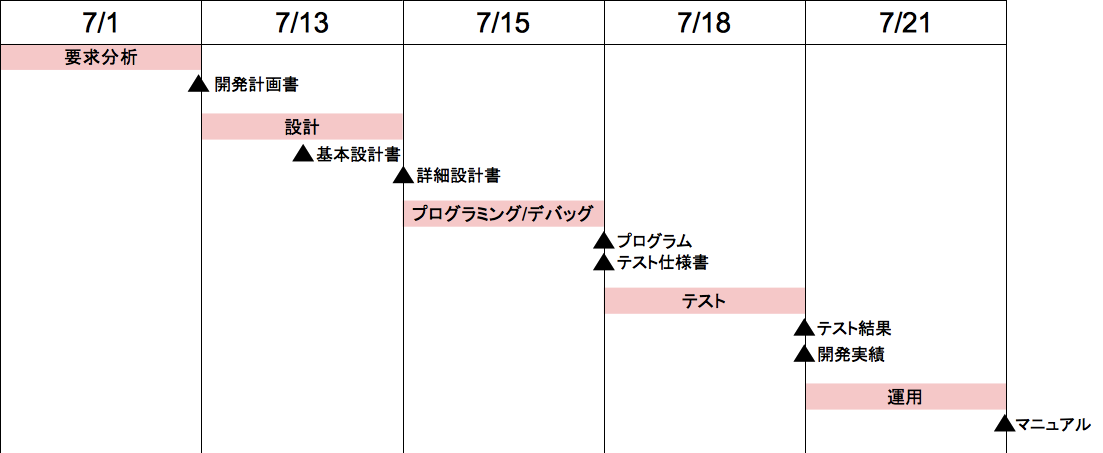 7/1 7/13 7/15 7/18 7/21
要求分析
開発計画書
設計
基本設計書
詳細設計書
プログラミング/デバッグ
プログラム
テスト仕様書
テスト
テスト結果
開発実績
運用
マニュアル